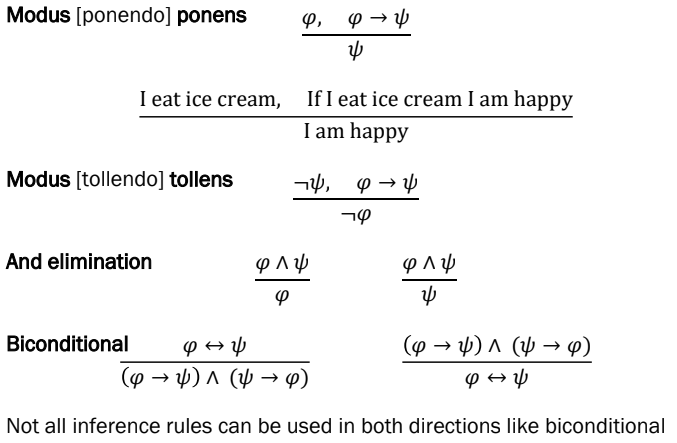 Modus [ponendo] ponens φ, φ → ψ
ψ
I eat ice cream, If I eat ice cream I am happy
I am happy
Modus [tollendo] tollens ¬ψ, φ → ψ
¬φ
And elimination φ ∧ ψ φ ∧ ψ
φ ψ
Biconditional φ ↔ ψ (φ → ψ) ∧ (ψ → φ)
(φ → ψ) ∧ (ψ → φ) φ ↔ ψ
Not all inference rules can be used in both directions like biconditional